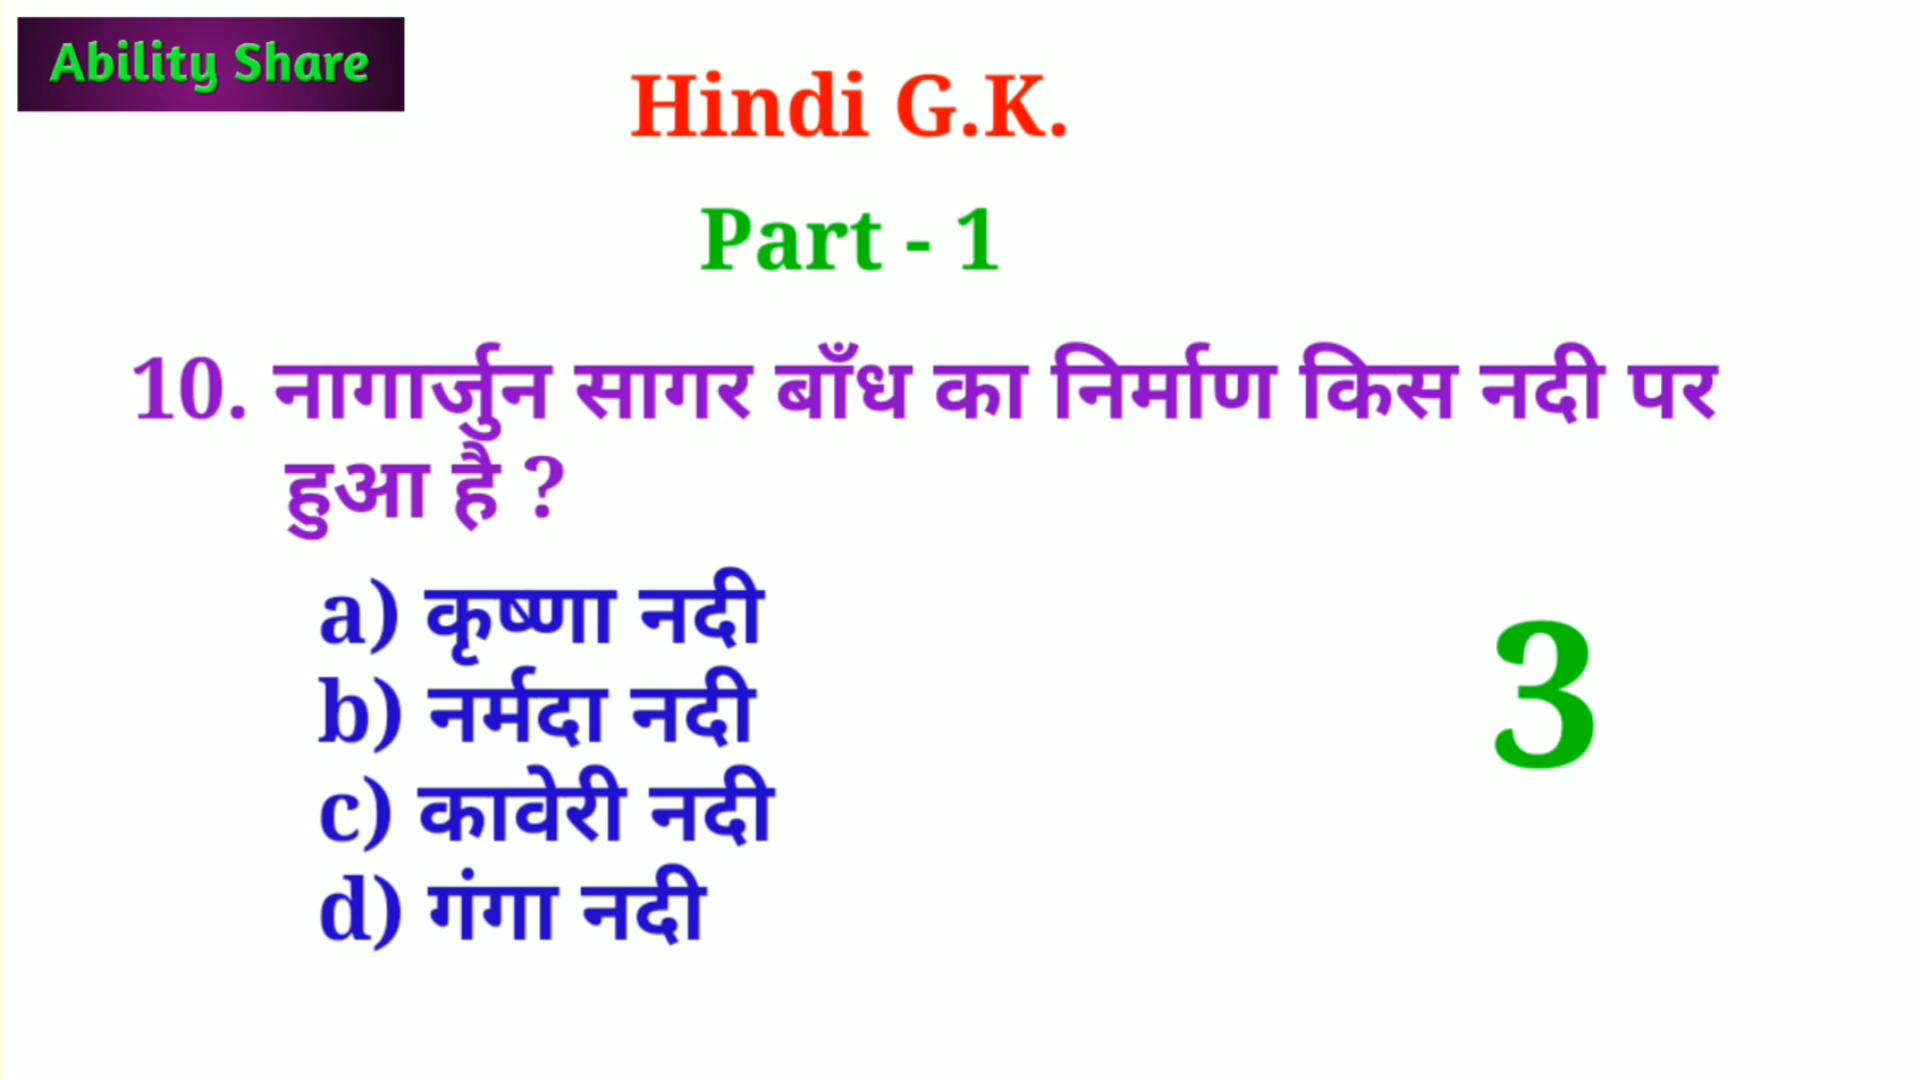 Ability Share
Hindi G.K.
Part - 1
10. नागार्जुन सागर बाँध का निर्माण किस नदी पर
हुआ है ?
a) कृष्णा नदी
b) नर्मदा नदी
3
c) कावेरी नदी
d) गंगा नदी